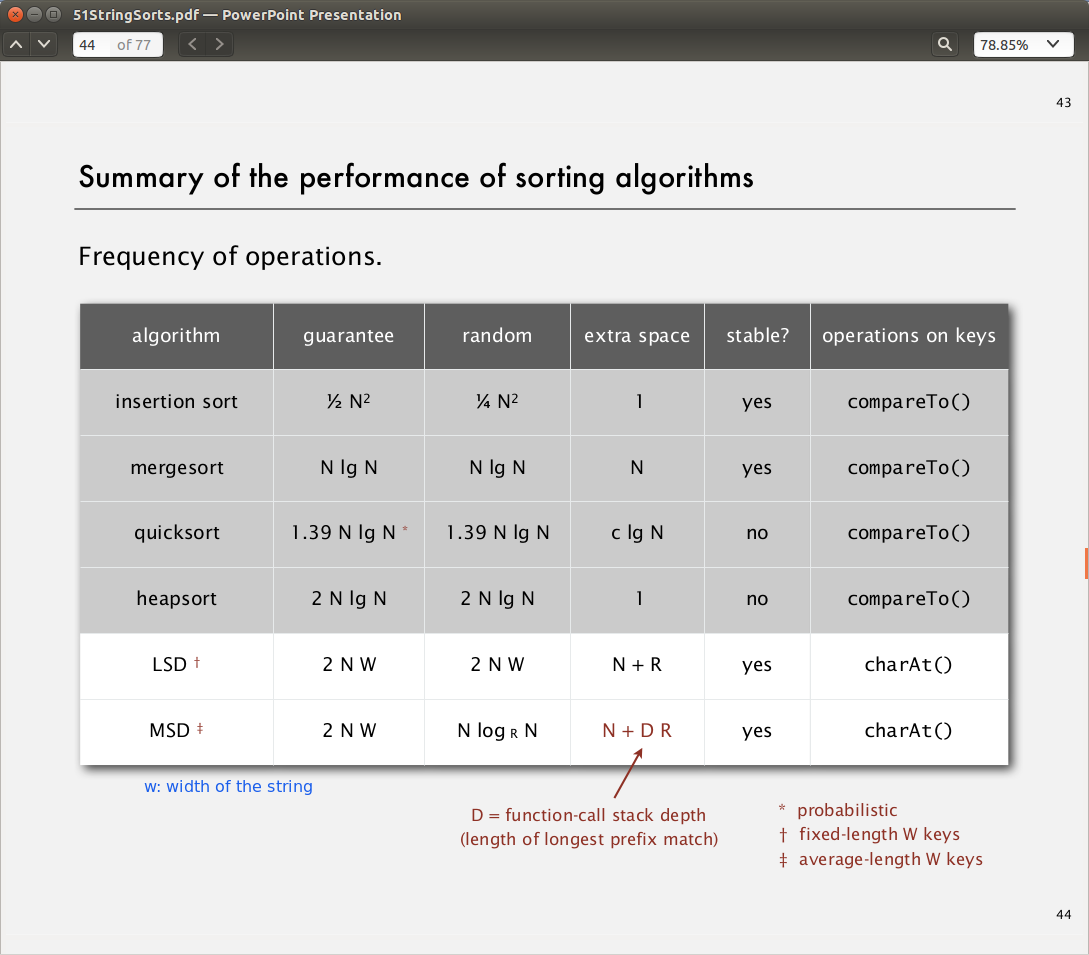 51StringSorts.pdf — PowerPoint Presentation
44 of 77 78.85%
43
Summary of the performance of sorting algorithms
Frequency of operations.
algorithm guarantee random extra space stable? operations on keys
insertion sort ½ N² ¼ N² 1 yes compareTo()
mergesort N lg N N lg N N yes compareTo()
quicksort 1.39 N lg N * 1.39 N lg N c lg N no compareTo()
heapsort 2 N lg N 2 N lg N 1 no compareTo()
LSD † 2 N W 2 N W N + R yes charAt()
MSD ‡ 2 N W N log R N N + D R yes charAt()
w: width of the string
D = function-call stack depth
(length of longest prefix match)
* probabilistic
† fixed-length W keys
‡ average-length W keys
44